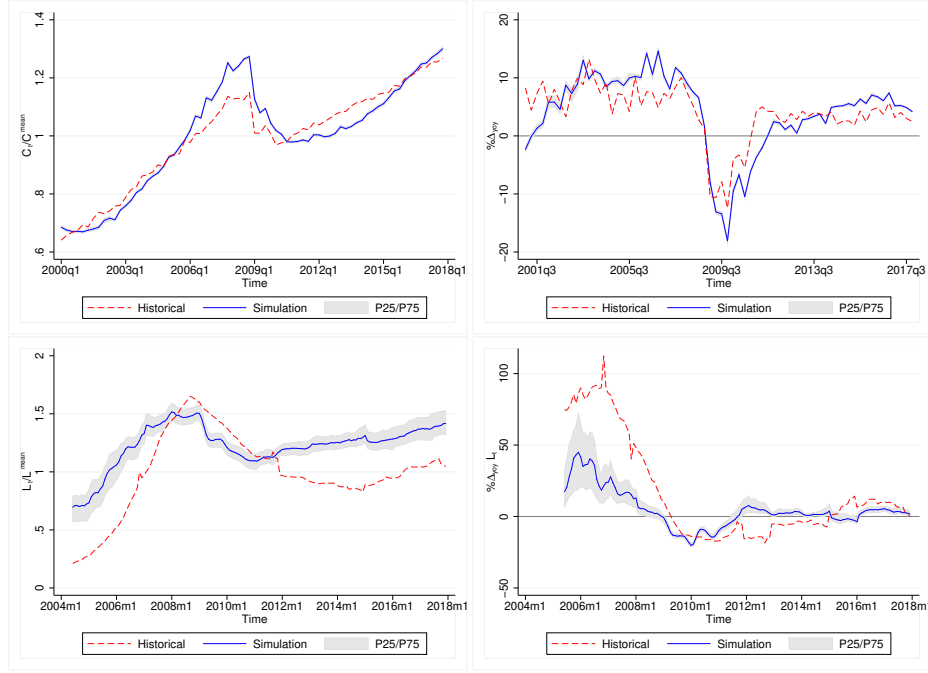 C_t/C^mean
1.4
1.2
1
.8
.6
2000q1 2003q1 2006q1 2009q1 2012q1 2015q1 2018q1
Time
Historical Simulation P25/P75
%Δ_yoy
20
10
0
−10
−20
2001q3 2005q3 2009q3 2013q3 2017q3
Time
Historical Simulation P25/P75
L_t/L^mean
2
1.5
1
.5
0
2004m1 2006m1 2008m1 2010m1 2012m1 2014m1 2016m1 2018m1
Time
Historical Simulation P25/P75
%Δ_yoy L_t
100
50
0
−50
2004m1 2006m1 2008m1 2010m1 2012m1 2014m1 2016m1 2018m1
Time
Historical Simulation P25/P75